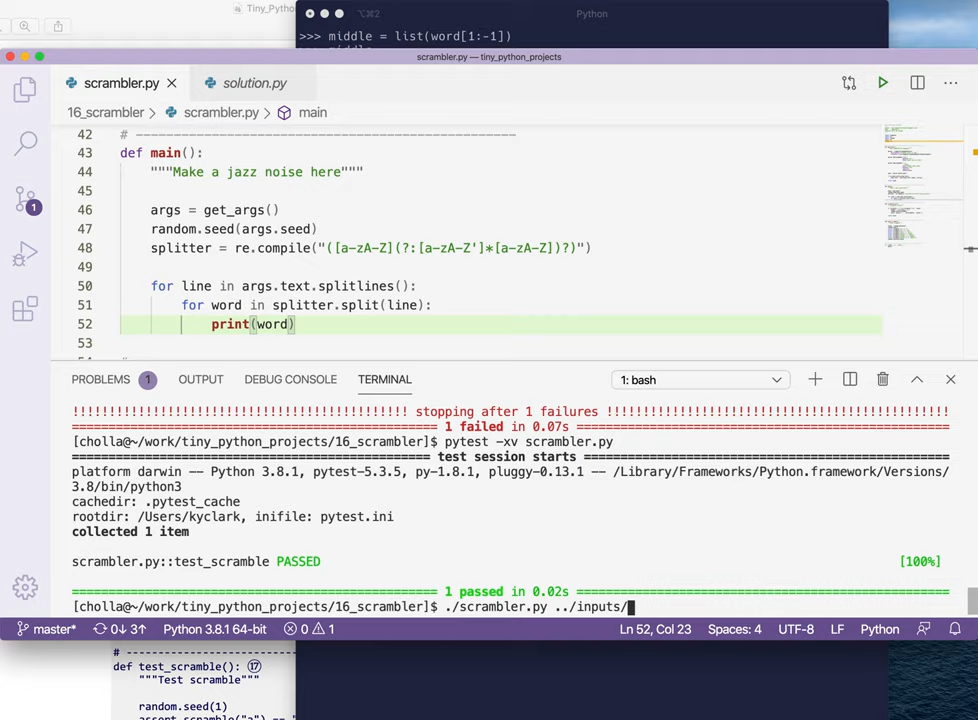 Tiny_Pytho
⌥⌘2 Python
>>> middle = list(word[1:-1])
scrambler.py — tiny_python_projects
scrambler.py solution.py
16_scrambler > scrambler.py > main
42 # --------------------------------------------------
43 def main():
44 """Make a jazz noise here"""
45
46 args = get_args()
47 random.seed(args.seed)
48 splitter = re.compile("([a-zA-Z](?:[a-zA-Z']*[a-zA-Z])?)")
49
50 for line in args.text.splitlines():
51 for word in splitter.split(line):
52 print(word)
53
1
PROBLEMS 1 OUTPUT DEBUG CONSOLE TERMINAL 1: bash
!!!!!!!!!!!!!!!!!!!!!!!!!!!!!!!!!!!!!!!!!!!!!! stopping after 1 failures !!!!!!!!!!!!!!!!!!!!!!!!!!!!!!!!!!!!!!!!!!!!!!!
================================================= 1 failed in 0.07s ==================================================
[cholla@~/work/tiny_python_projects/16_scrambler]$ pytest -xv scrambler.py
================================================ test session starts =================================================
platform darwin -- Python 3.8.1, pytest-5.3.5, py-1.8.1, pluggy-0.13.1 -- /Library/Frameworks/Python.framework/Versions/
3.8/bin/python3
cachedir: .pytest_cache
rootdir: /Users/kyclark, inifile: pytest.ini
collected 1 item
scrambler.py::test_scramble PASSED [100%]
================================================= 1 passed in 0.02s ==================================================
[cholla@~/work/tiny_python_projects/16_scrambler]$ ./scrambler.py ../inputs/
master* 0↓ 3↑ Python 3.8.1 64-bit 0 1 Ln 52, Col 23 Spaces: 4 UTF-8 LF Python
# --------------------------
def test_scramble(): ⑰
"""Test scramble"""
random.seed(1)
assert scramble("a") == "